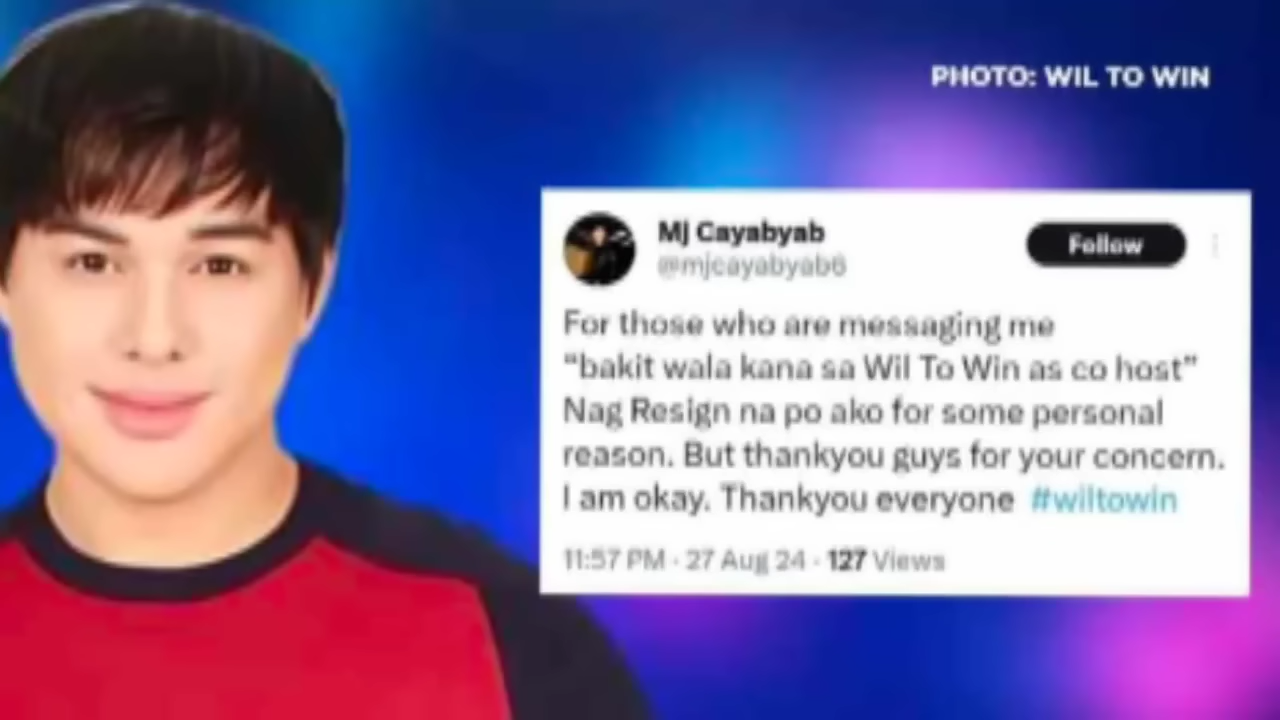 PHOTO: WIL TO WIN
Mj Cayabyab
Follow
@mjcayabyab6
For those who are messaging me
“bakit wala kana sa Wil To Win as co host”
Nag Resign na po ako for some personal
reason. But thankyou guys for your concern.
I am okay. Thankyou everyone #wiltowin
11:57 PM · 27 Aug 24 · 127 Views